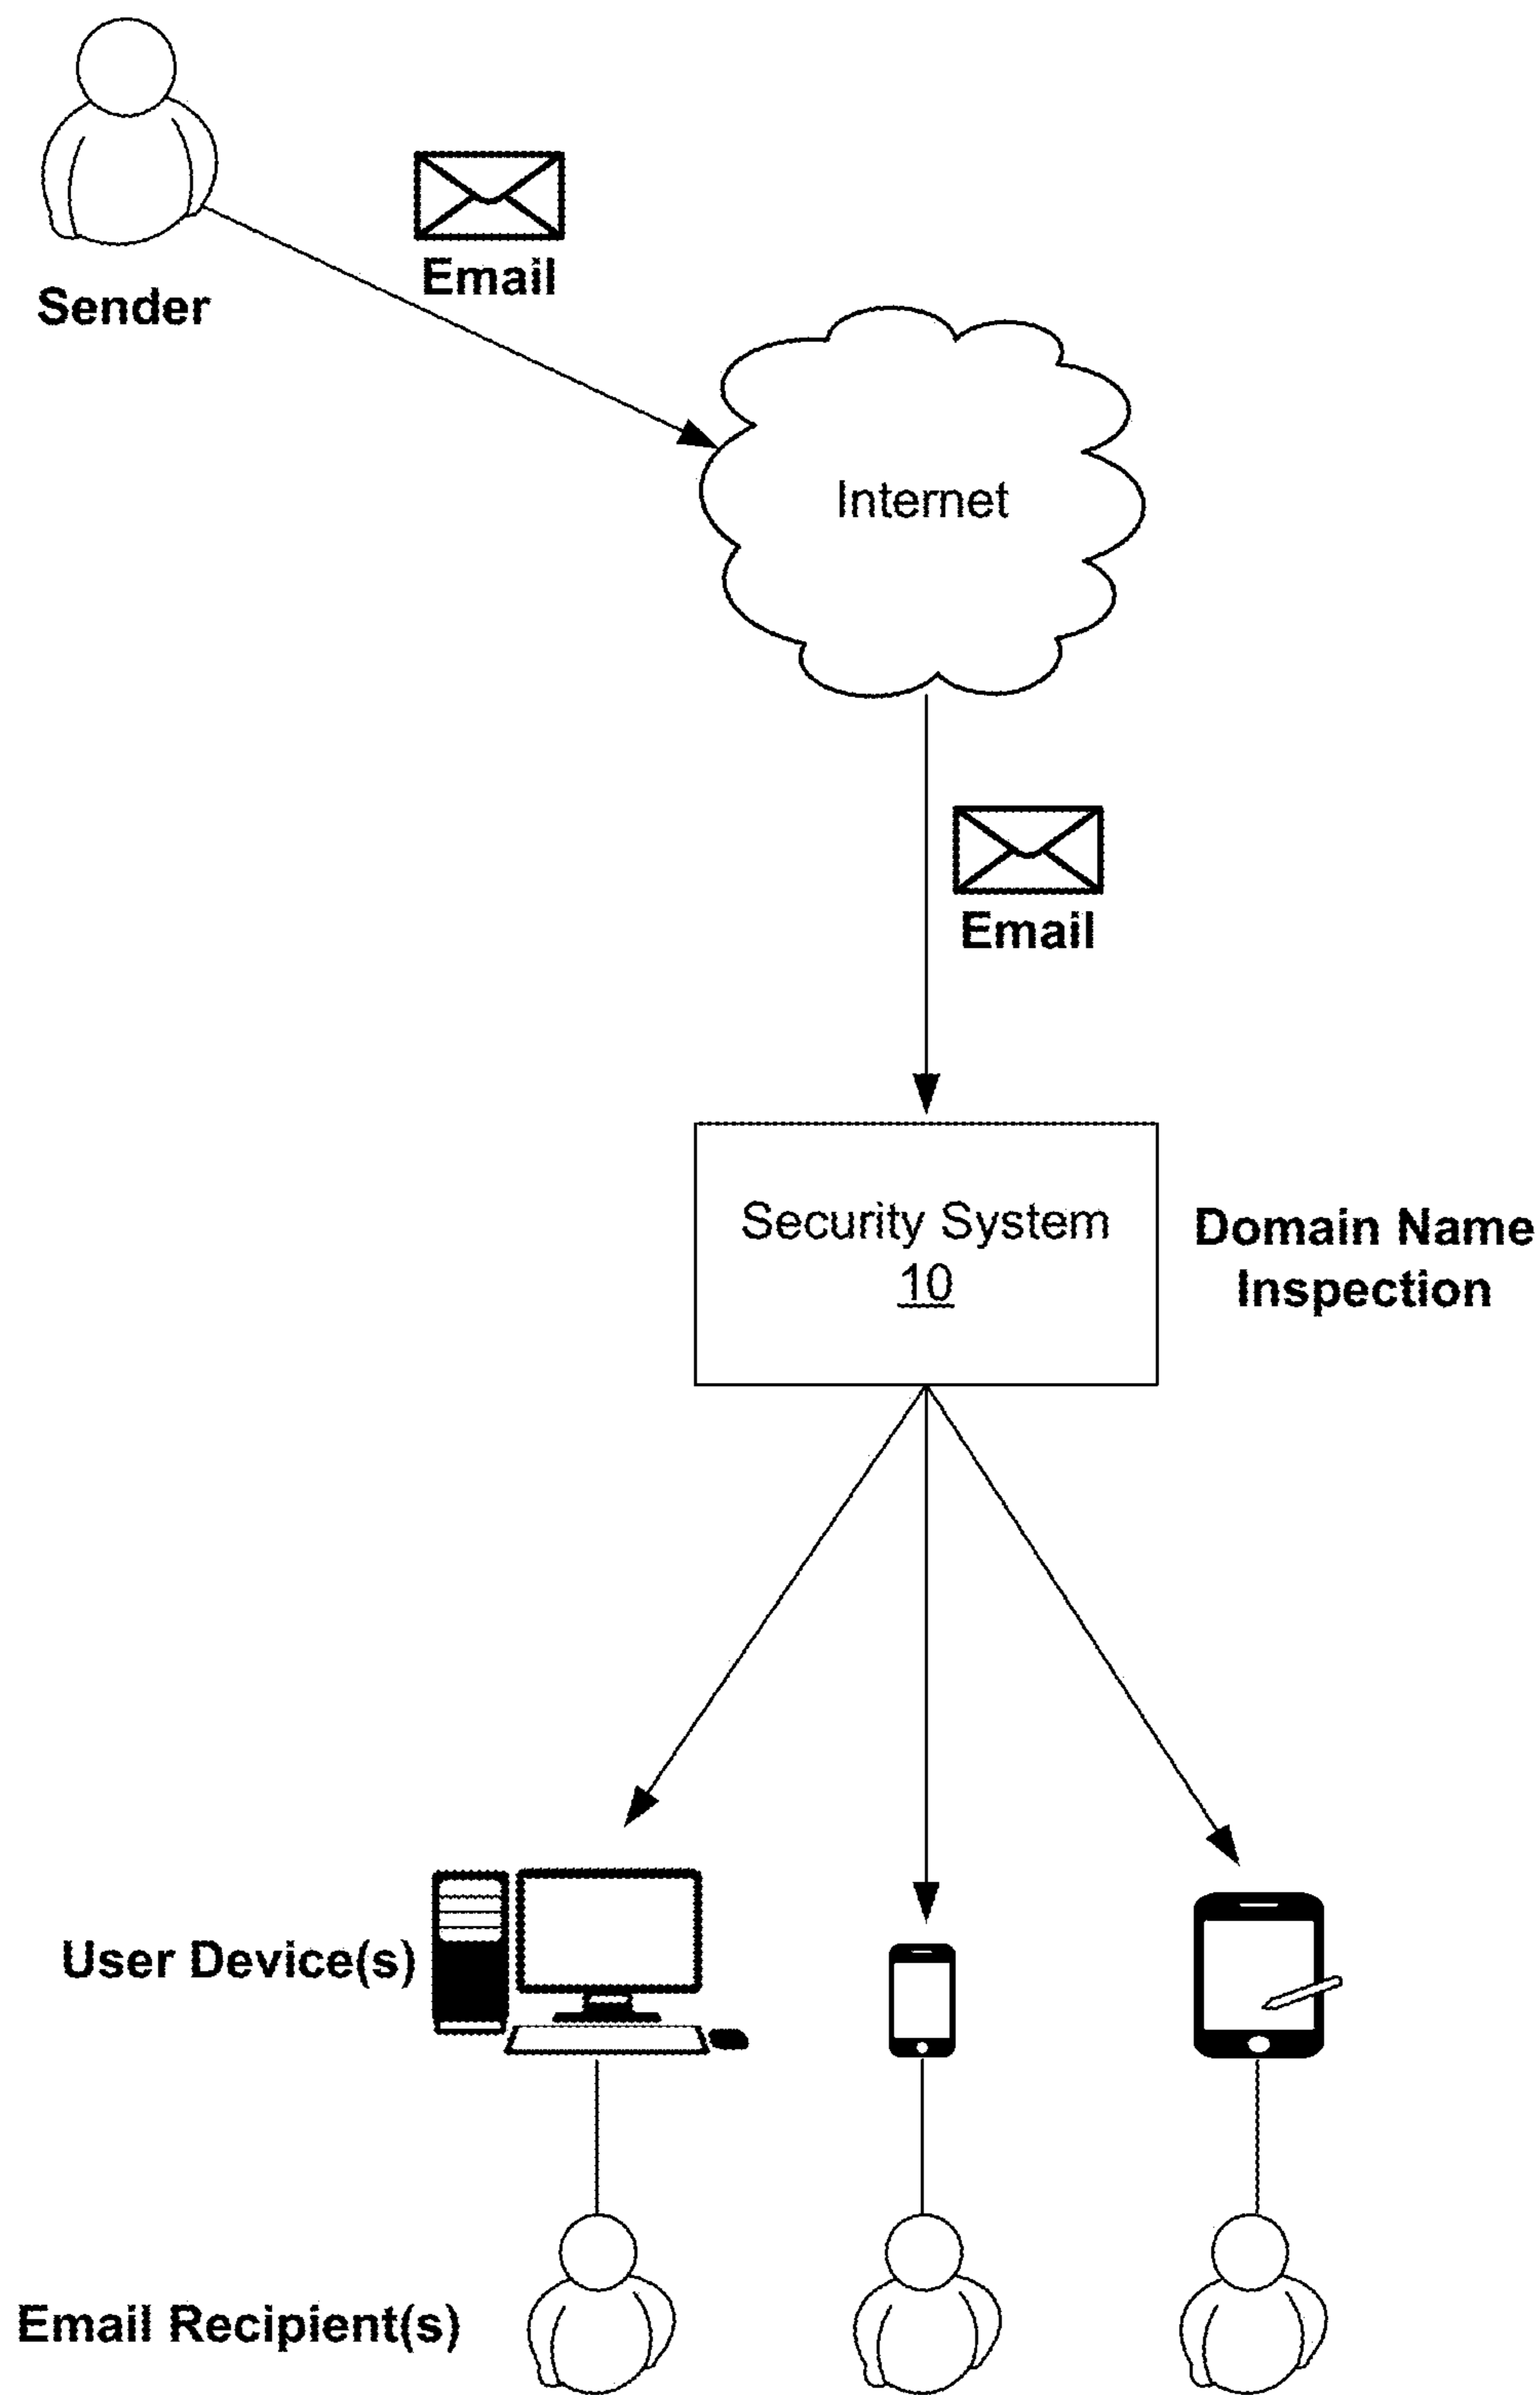 Email
Sender
Internet
Email
Security System
10
Domain Name
Inspection
User Device(s)
Email Recipient(s)